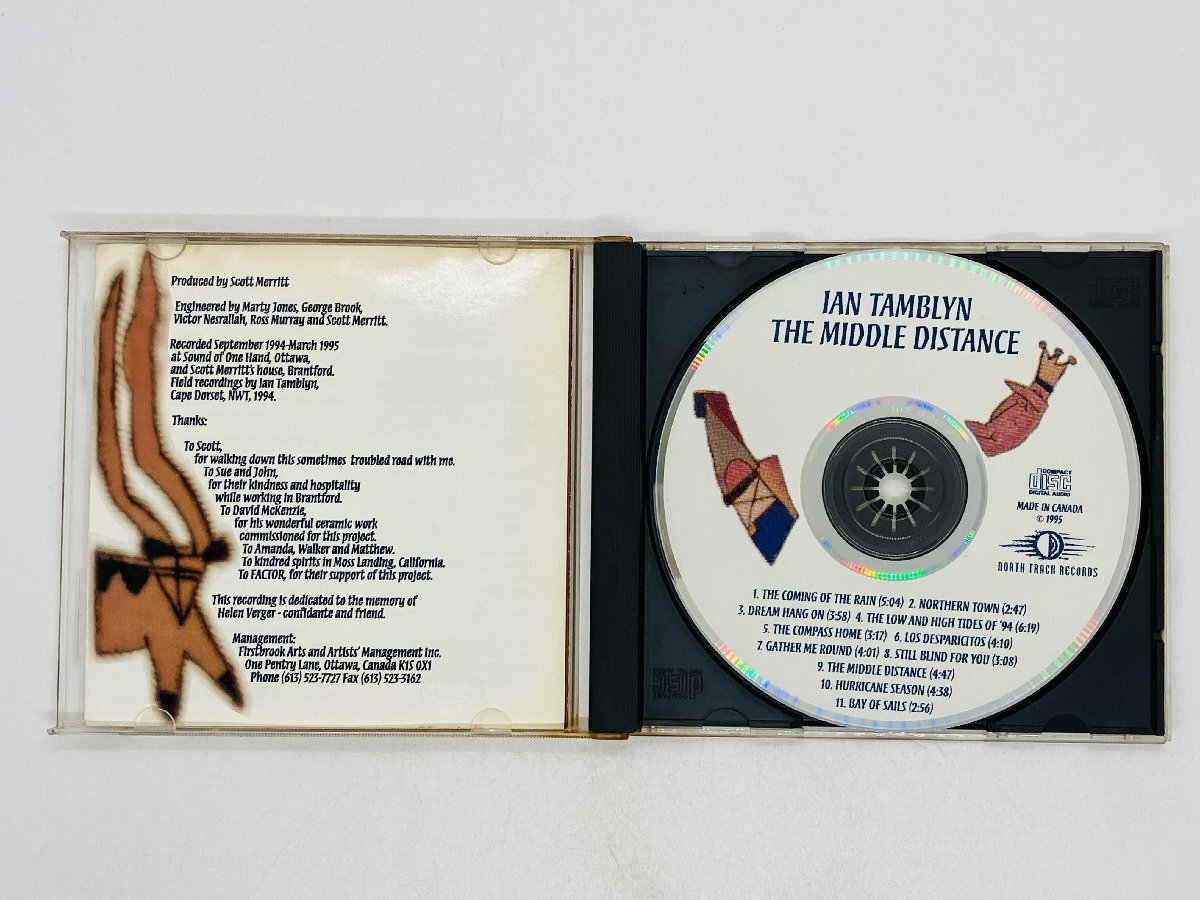 Produced by Scott Merritt
Engineered by Marty Jones, George Brook,
Victor Nesrallah, Ross Murray and Scott Merritt.
Recorded September 1994-March 1995
at Sound of One Hand, Ottawa,
and Scott Merritt's house, Brantford.
Field recordings by Ian Tamblyn,
Cape Dorset, NWT, 1994.
Thanks:
To Scott,
for walking down this sometimes troubled road with me.
To Sue and John,
for their kindness and hospitality
while working in Brantford.
To David McKenzie,
for his wonderful ceramic work
commissioned for this project.
To Amanda, Walker and Matthew.
To kindred spirits in Moss Landing, California.
To FACTOR, for their support of this project.
This recording is dedicated to the memory of
Helen Verger - confidante and friend.
Management:
Firstbrook Arts and Artists' Management Inc.
One Pentry Lane, Ottawa, Canada K1S 0X1
Phone (613) 523-7727 Fax (613) 523-3162
IAN TAMBLYN
THE MIDDLE DISTANCE
COMPACT
disc
DIGITAL AUDIO
MADE IN CANADA
© 1995
NORTH TRACK RECORDS
1. THE COMING OF THE RAIN (5:04) 2. NORTHERN TOWN (2:47)
3. DREAM HANG ON (3:58) 4. THE LOW AND HIGH TIDES OF '94 (6:19)
5. THE COMPASS HOME (3:17) 6. LOS DESPARICITOS (4:10)
7. GATHER ME ROUND (4:01) 8. STILL BLIND FOR YOU (3:08)
9. THE MIDDLE DISTANCE (4:47)
10. HURRICANE SEASON (4:38)
11. BAY OF SAILS (2:56)